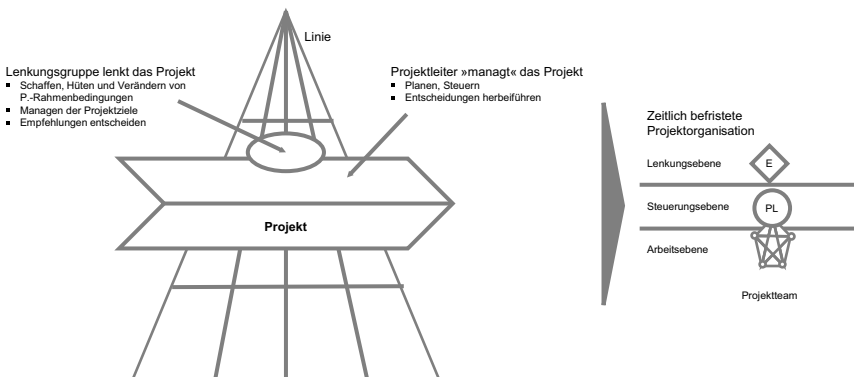 Linie
Lenkungsgruppe lenkt das Projekt
▪ Schaffen, Hüten und Verändern von
P.-Rahmenbedingungen
▪ Managen der Projektziele
▪ Empfehlungen entscheiden
Projektleiter »managt« das Projekt
▪ Planen, Steuern
▪ Entscheidungen herbeiführen
Projekt
Zeitlich befristete
Projektorganisation
Lenkungsebene
E
Steuerungsebene
PL
Arbeitsebene
Projektteam